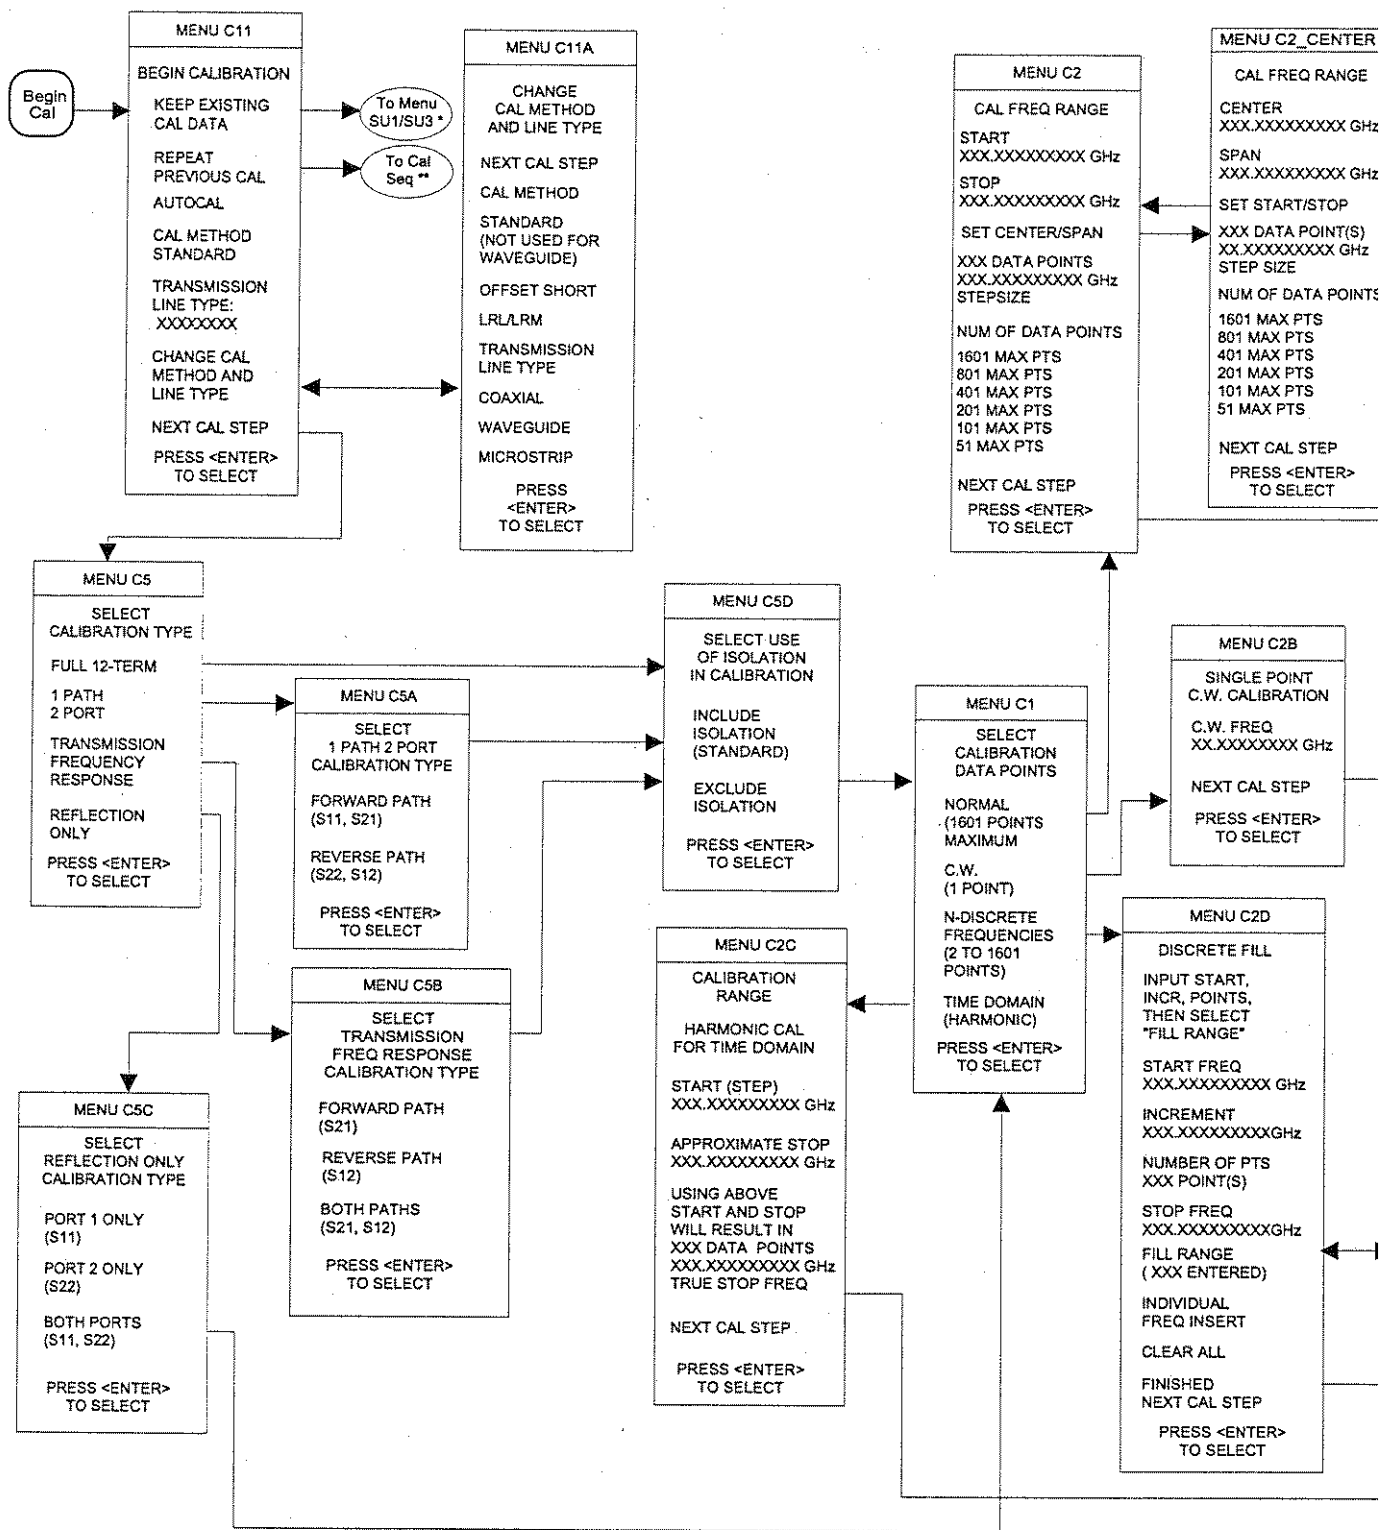 Begin
Cal
MENU C11
BEGIN CALIBRATION
KEEP EXISTING
CAL DATA
REPEAT
PREVIOUS CAL
AUTOCAL
CAL METHOD
STANDARD
TRANSMISSION
LINE TYPE:
XXXXXXXX
CHANGE CAL
METHOD AND
LINE TYPE
NEXT CAL STEP
PRESS <ENTER>
TO SELECT
To Menu
SU1/SU3 *
To Cal
Seq **
MENU C11A
CHANGE
CAL METHOD
AND LINE TYPE
NEXT CAL STEP
CAL METHOD
STANDARD
(NOT USED FOR
WAVEGUIDE)
OFFSET SHORT
LRL/LRM
TRANSMISSION
LINE TYPE
COAXIAL
WAVEGUIDE
MICROSTRIP
PRESS
<ENTER>
TO SELECT
MENU C2
CAL FREQ RANGE
START
XXX.XXXXXXXXX GHz
STOP
XXX.XXXXXXXXX GHz
SET CENTER/SPAN
XXX DATA POINTS
XXX.XXXXXXXXX GHz
STEPSIZE
NUM OF DATA POINTS
1601 MAX PTS
801 MAX PTS
401 MAX PTS
201 MAX PTS
101 MAX PTS
51 MAX PTS
NEXT CAL STEP
PRESS <ENTER>
TO SELECT
MENU C2_CENTER
CAL FREQ RANGE
CENTER
XXX.XXXXXXXXX GHz
SPAN
XXX.XXXXXXXXX GHz
SET START/STOP
XXX DATA POINT(S)
XX.XXXXXXXXX GHz
STEP SIZE
NUM OF DATA POINTS
1601 MAX PTS
801 MAX PTS
401 MAX PTS
201 MAX PTS
101 MAX PTS
51 MAX PTS
NEXT CAL STEP
PRESS <ENTER>
TO SELECT
MENU C5
SELECT
CALIBRATION TYPE
FULL 12-TERM
1 PATH
2 PORT
TRANSMISSION
FREQUENCY
RESPONSE
REFLECTION
ONLY
PRESS <ENTER>
TO SELECT
MENU C5A
SELECT
1 PATH 2 PORT
CALIBRATION TYPE
FORWARD PATH
(S11, S21)
REVERSE PATH
(S22, S12)
PRESS <ENTER>
TO SELECT
MENU C5D
SELECT USE
OF ISOLATION
IN CALIBRATION
INCLUDE
ISOLATION
(STANDARD)
EXCLUDE
ISOLATION
PRESS <ENTER>
TO SELECT
MENU C1
SELECT
CALIBRATION
DATA POINTS
NORMAL
(1601 POINTS
MAXIMUM
C.W.
(1 POINT)
N-DISCRETE
FREQUENCIES
(2 TO 1601
POINTS)
TIME DOMAIN
(HARMONIC)
PRESS <ENTER>
TO SELECT
MENU C2B
SINGLE POINT
C.W. CALIBRATION
C.W. FREQ
XX.XXXXXXXX GHz
NEXT CAL STEP
PRESS <ENTER>
TO SELECT
MENU C5B
SELECT
TRANSMISSION
FREQ RESPONSE
CALIBRATION TYPE
FORWARD PATH
(S21)
REVERSE PATH
(S12)
BOTH PATHS
(S21, S12)
PRESS <ENTER>
TO SELECT
MENU C2C
CALIBRATION
RANGE
HARMONIC CAL
FOR TIME DOMAIN
START (STEP)
XXX.XXXXXXXXX GHz
APPROXIMATE STOP
XXX.XXXXXXXXX GHz
USING ABOVE
START AND STOP
WILL RESULT IN
XXX DATA POINTS
XXX.XXXXXXXXX GHz
TRUE STOP FREQ
NEXT CAL STEP
PRESS <ENTER>
TO SELECT
MENU C2D
DISCRETE FILL
INPUT START,
INCR, POINTS,
THEN SELECT
"FILL RANGE"
START FREQ
XXX.XXXXXXXXX GHz
INCREMENT
XXX.XXXXXXXXXGHz
NUMBER OF PTS
XXX POINT(S)
STOP FREQ
XXX.XXXXXXXXXGHz
FILL RANGE
( XXX ENTERED)
INDIVIDUAL
FREQ INSERT
CLEAR ALL
FINISHED
NEXT CAL STEP
PRESS <ENTER>
TO SELECT
MENU C5C
SELECT
REFLECTION ONLY
CALIBRATION TYPE
PORT 1 ONLY
(S11)
PORT 2 ONLY
(S22)
BOTH PORTS
(S11, S22)
PRESS <ENTER>
TO SELECT